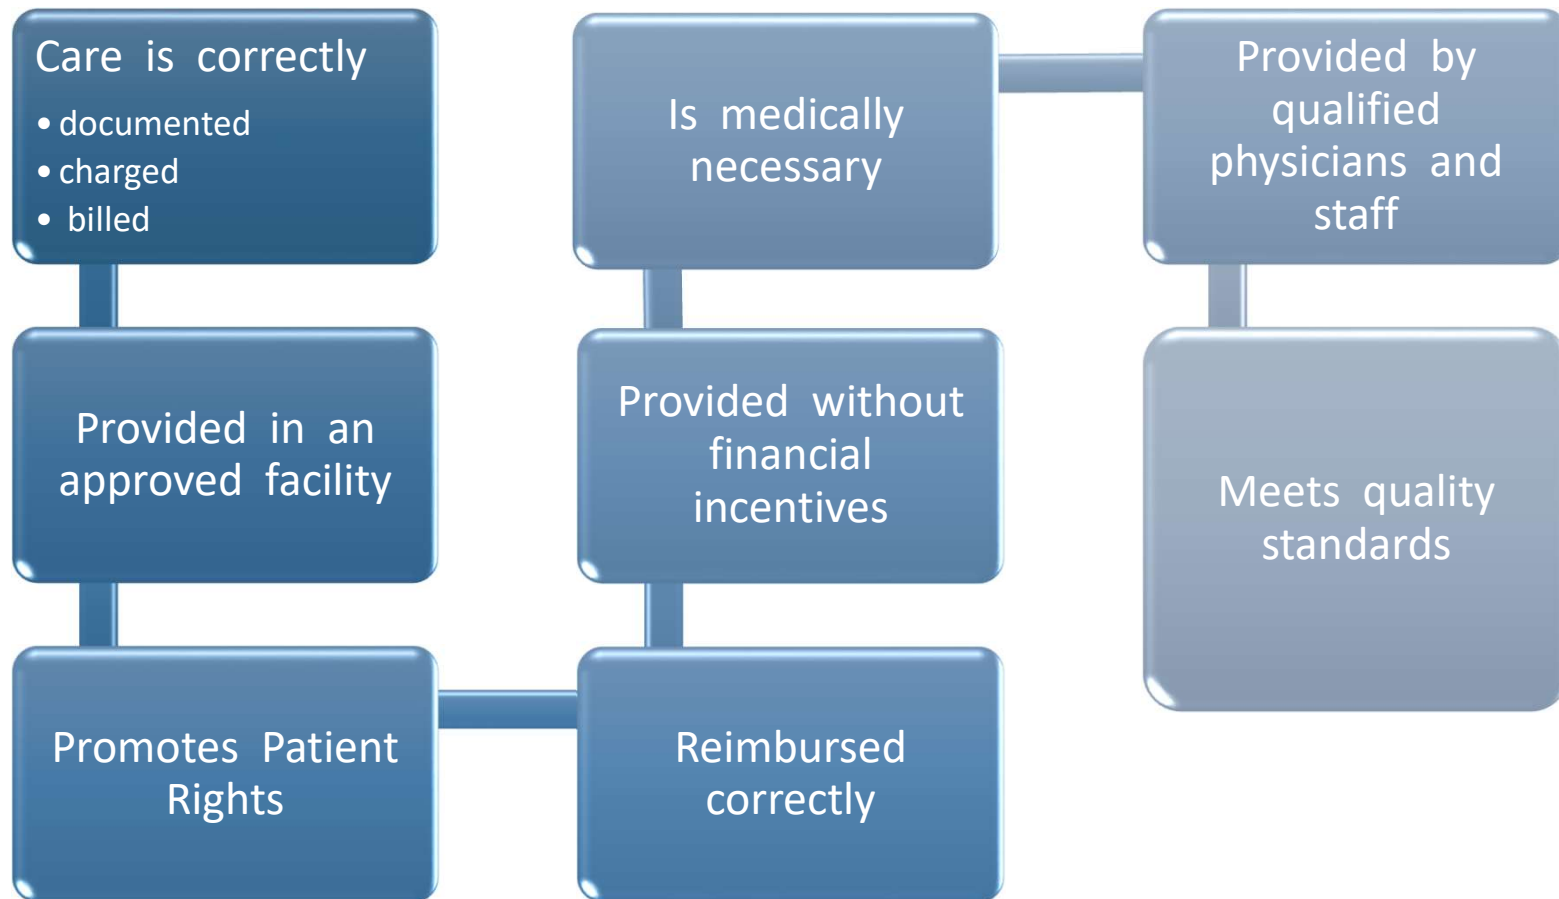 Care is correctly
• documented
• charged
• billed
Provided in an
approved facility
Promotes Patient
Rights
Reimbursed
correctly
Provided without
financial
incentives
Is medically
necessary
Provided by
qualified
physicians and
staff
Meets quality
standards